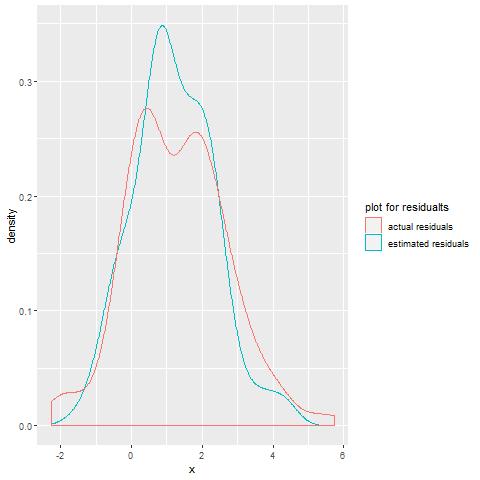 0.3
0.2
0.1
0.0
density
-2
0
2
4
6
x
plot for residualts
actual residuals
estimated residuals